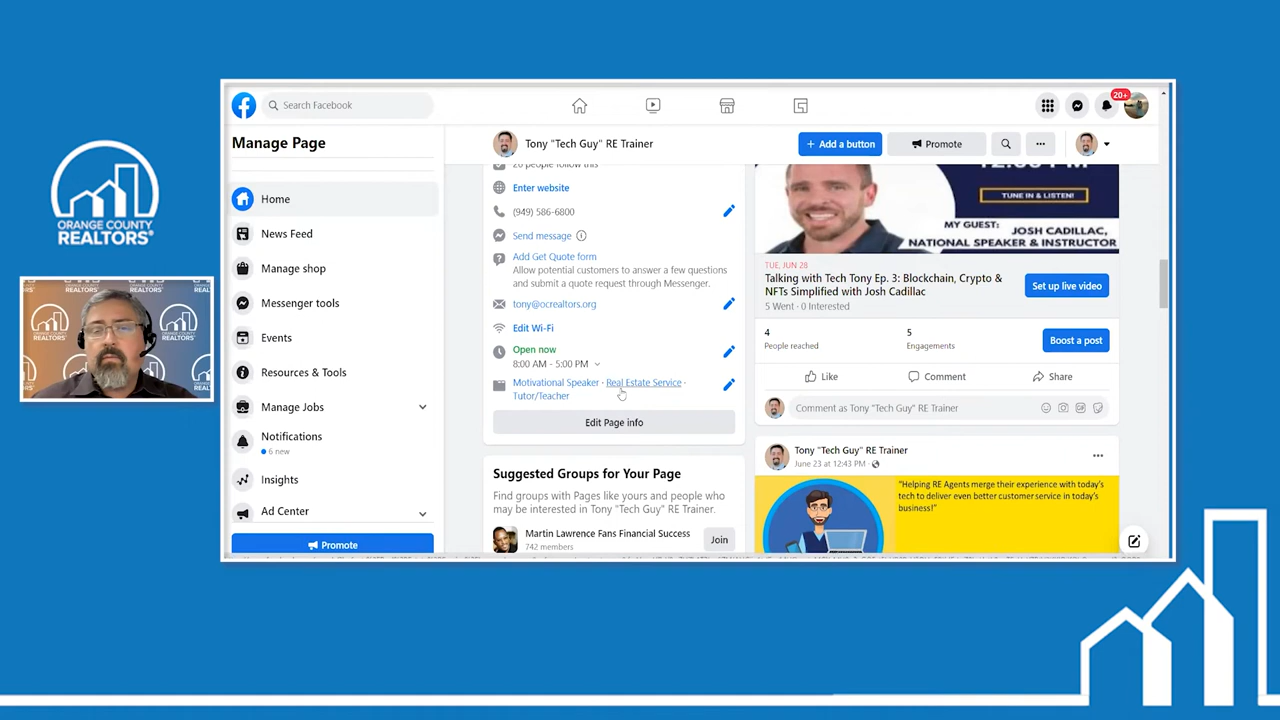 ORANGE COUNTY
REALTORS®
Search Facebook
20+
Manage Page
Home
News Feed
Manage shop
Messenger tools
Events
Resources & Tools
Manage Jobs
Notifications
6 new
Insights
Ad Center
Promote
Tony "Tech Guy" RE Trainer
+ Add a button
Promote
26 people follow this
Enter website
(949) 586-6800
Send message
Add Get Quote form
Allow potential customers to answer a few questions
and submit a quote request through Messenger.
tony@ocrealtors.org
Edit Wi-Fi
Open now
8:00 AM - 5:00 PM
Motivational Speaker · Real Estate Service ·
Tutor/Teacher
Edit Page info
Suggested Groups for Your Page
Find groups with Pages like yours and people who
may be interested in Tony "Tech Guy" RE Trainer.
Martin Lawrence Fans Financial Success
742 members
Join
TUNE IN & LISTEN!
MY GUEST: JOSH CADILLAC,
NATIONAL SPEAKER & INSTRUCTOR
TUE, JUN 28
Talking with Tech Tony Ep. 3: Blockchain, Crypto &
NFTs Simplified with Josh Cadillac
5 Went · 0 Interested
Set up live video
4
People reached
5
Engagements
Boost a post
Like
Comment
Share
Comment as Tony "Tech Guy" RE Trainer
Tony "Tech Guy" RE Trainer
June 23 at 12:43 PM ·
"Helping RE Agents merge their experience with today's
tech to deliver even better customer service in today's
business!"
ORANGE COUNTY
REALTORS
ORANGE COUNTY
REALTORS